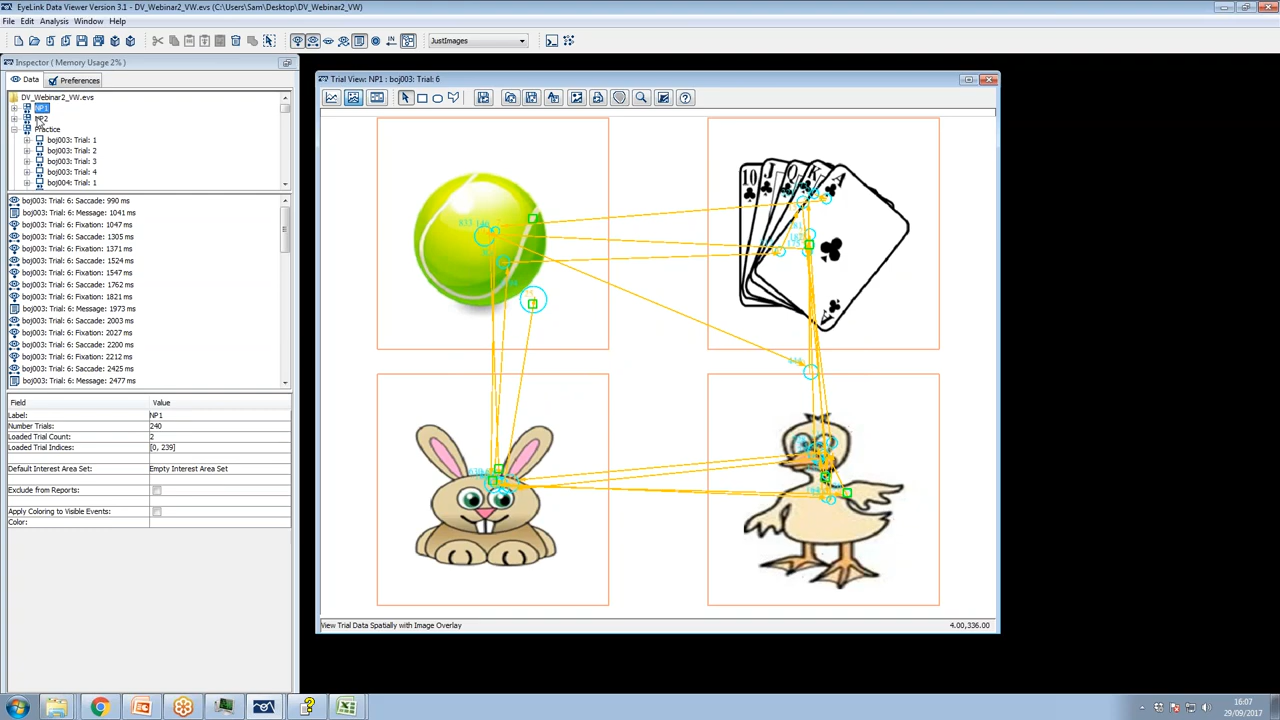 EyeLink Data Viewer Version 3.1 - DV_Webinar2_VW.evs (C:\Users\Sam\Desktop\DV_Webinar2_VW)
File Edit Analysis Window Help
JustImages
Inspector ( Memory Usage 2% )
Data Preferences
DV_Webinar2_VW.evs
NP1
NP2
Practice
boj003: Trial: 1
boj003: Trial: 2
boj003: Trial: 3
boj003: Trial: 4
boj004: Trial: 1
boj003: Trial: 6: Saccade: 990 ms
boj003: Trial: 6: Message: 1041 ms
boj003: Trial: 6: Fixation: 1047 ms
boj003: Trial: 6: Saccade: 1305 ms
boj003: Trial: 6: Fixation: 1371 ms
boj003: Trial: 6: Saccade: 1524 ms
boj003: Trial: 6: Fixation: 1547 ms
boj003: Trial: 6: Saccade: 1762 ms
boj003: Trial: 6: Fixation: 1821 ms
boj003: Trial: 6: Message: 1973 ms
boj003: Trial: 6: Saccade: 2003 ms
boj003: Trial: 6: Fixation: 2027 ms
boj003: Trial: 6: Saccade: 2200 ms
boj003: Trial: 6: Fixation: 2212 ms
boj003: Trial: 6: Saccade: 2425 ms
boj003: Trial: 6: Message: 2477 ms
Field Value
Label: NP1
Number Trials: 240
Loaded Trial Count: 2
Loaded Trial Indices: [0, 239]
Default Interest Area Set: Empty Interest Area Set
Exclude from Reports:
Apply Coloring to Visible Events:
Color:
Trial View: NP1 : boj003: Trial: 6
10 J Q K A
A
View Trial Data Spatially with Image Overlay 4.00,336.00
16:07
29/09/2017